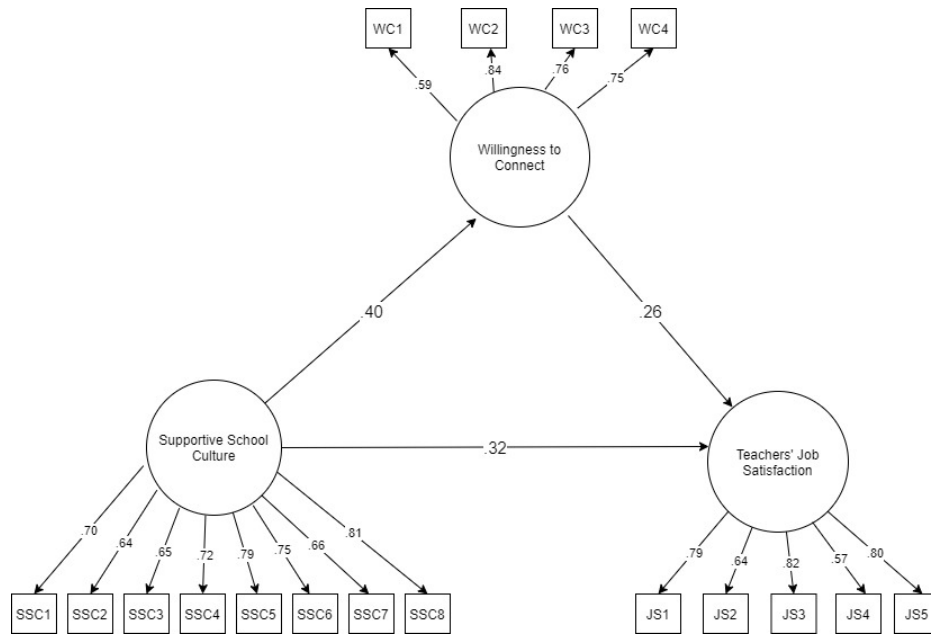 WC1 WC2 WC3 WC4
.59 .84 .76 .75
Willingness to
Connect
.40 .26
Supportive School
Culture
.32
Teachers' Job
Satisfaction
.70 .64 .65 .72 .79 .75 .66 .81
.79 .64 .82 .57 .80
SSC1 SSC2 SSC3 SSC4 SSC5 SSC6 SSC7 SSC8
JS1 JS2 JS3 JS4 JS5